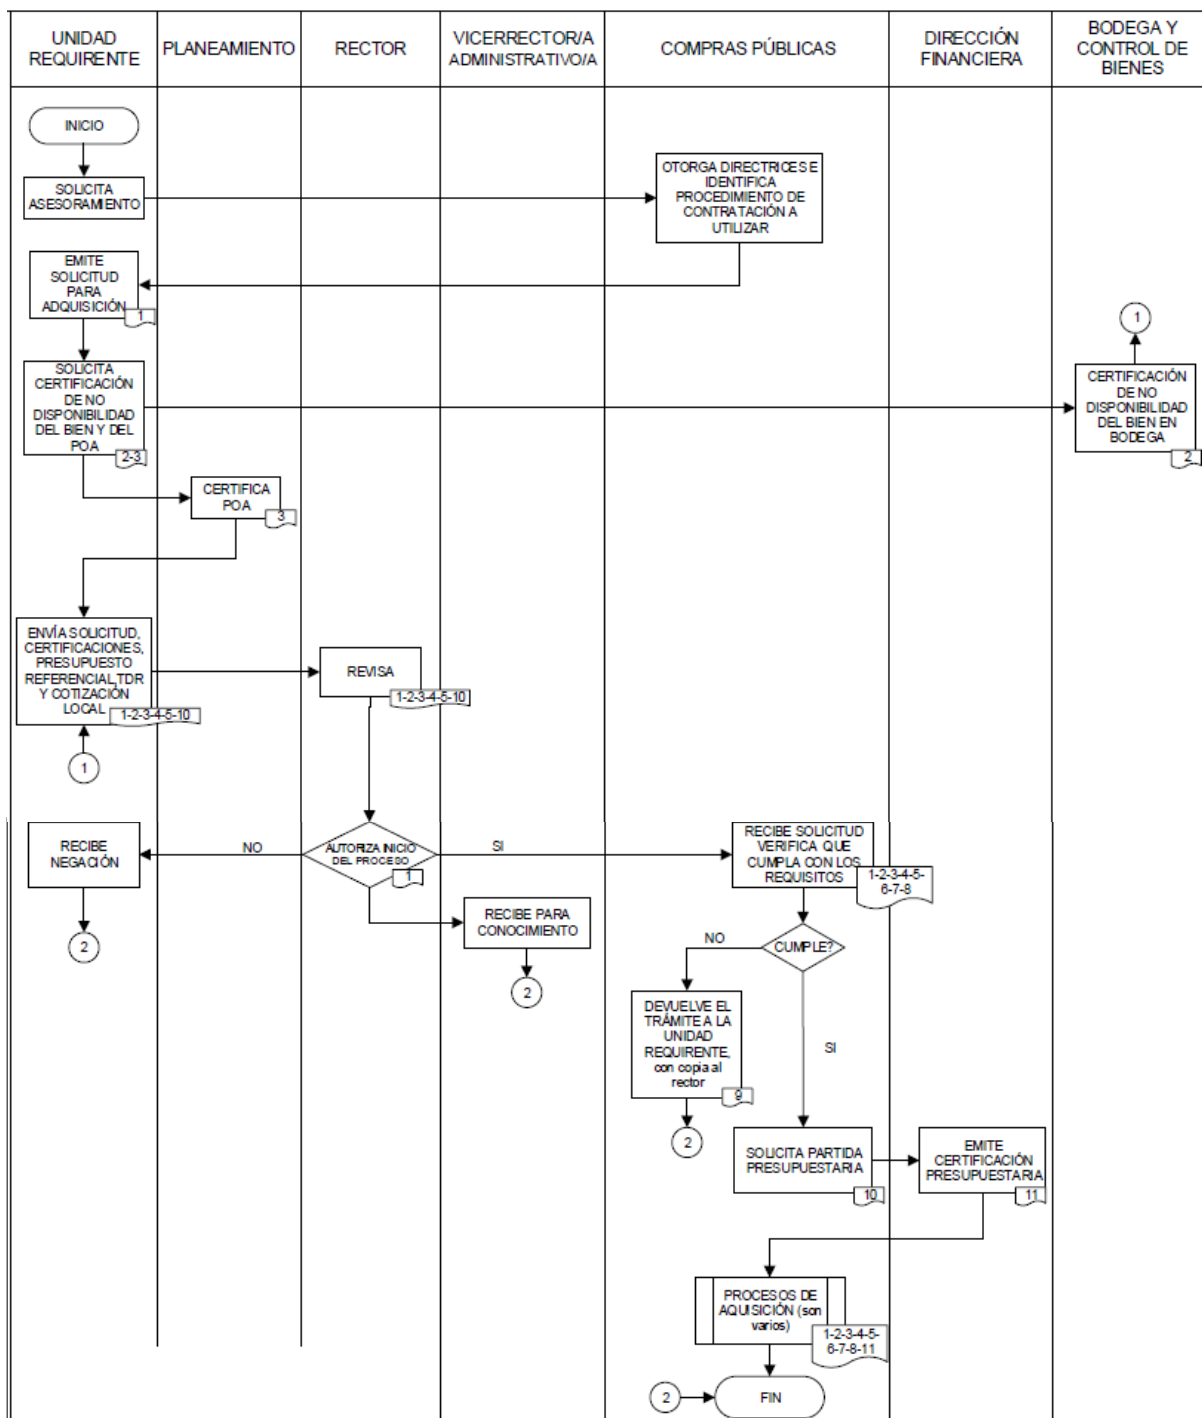 UNIDAD
REQUIRENTE
PLANEAMIENTO
RECTOR
VICERRECTOR/A
ADMINISTRATIVO/A
COMPRAS PÚBLICAS
DIRECCIÓN
FINANCIERA
BODEGA Y
CONTROL DE
BIENES
INICIO
SOLICITA
ASESORAMIENTO
OTORGA DIRECTRICES E
IDENTIFICA
PROCEDIMIENTO DE
CONTRATACIÓN A
UTILIZAR
EMITE
SOLICITUD
PARA
ADQUISICIÓN
1
1
SOLICITA
CERTIFICACIÓN
DE NO
DISPONIBILIDAD
DEL BIEN Y DEL
POA
2-3
CERTIFICACIÓN
DE NO
DISPONIBILIDAD
DEL BIEN EN
BODEGA
2
CERTIFICA
POA
3
ENVÍA SOLICITUD,
CERTIFICACIONES,
PRESUPUESTO
REFERENCIAL,TDR
Y COTIZACIÓN
LOCAL
1-2-3-4-5-10
REVISA
1-2-3-4-5-10
1
RECIBE
NEGACIÓN
NO
AUTORIZA INICIO
DEL PROCESO
1
SI
RECIBE SOLICITUD
VERIFICA QUE
CUMPLA CON LOS
REQUISITOS
1-2-3-4-5-
6-7-8
2
RECIBE PARA
CONOCIMIENTO
2
NO
CUMPLE?
DEVUELVE EL
TRÁMITE A LA
UNIDAD
REQUIRENTE,
con copia al
rector
9
SI
2
SOLICITA PARTIDA
PRESUPUESTARIA
10
EMITE
CERTIFICACIÓN
PRESUPUESTARIA
11
PROCESOS DE
AQUISICIÓN (son
varios)
1-2-3-4-5-
6-7-8-11
2
FIN